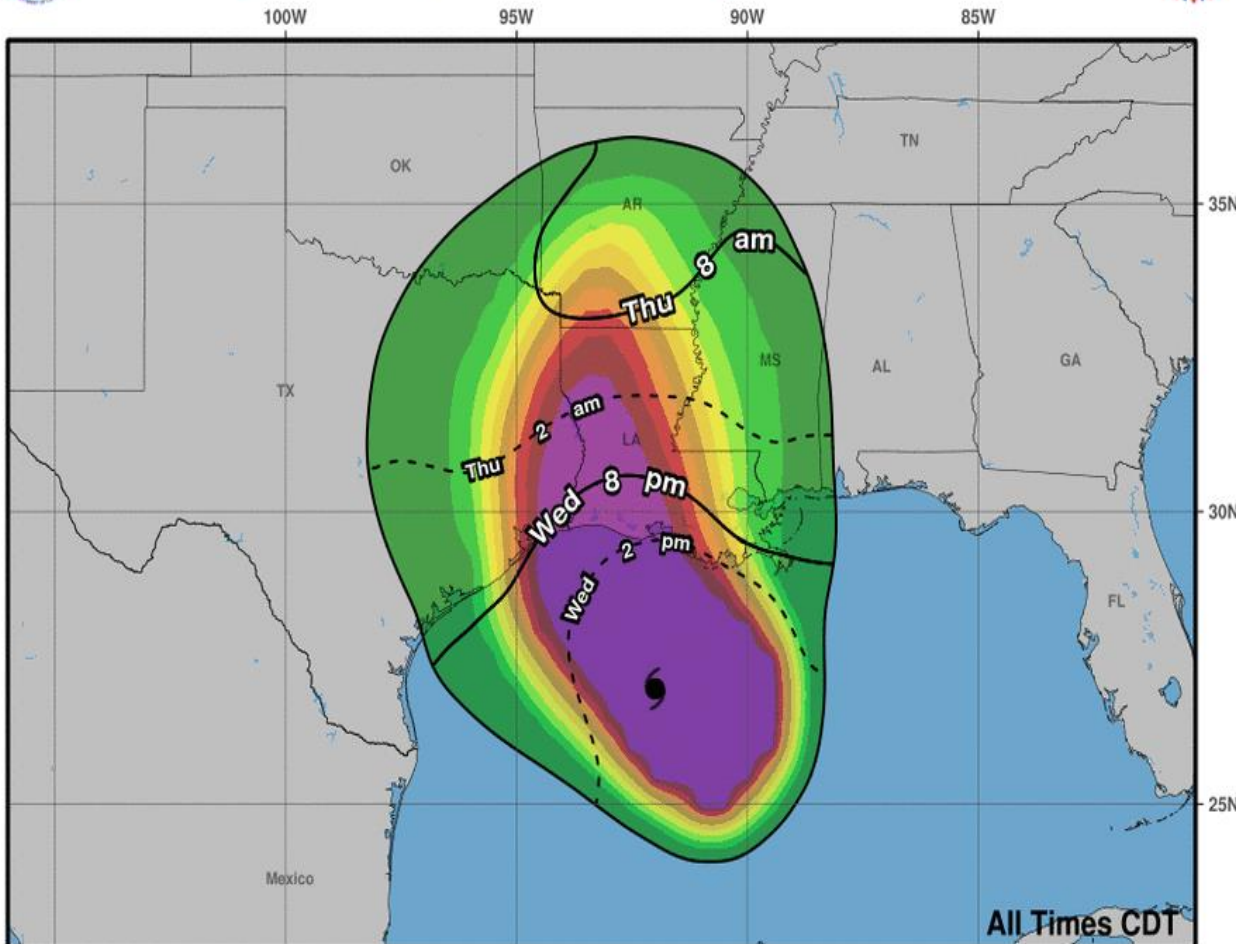 100W 95W 90W 85W
TN
OK
35N
AR
am
8
Thu
MS
AL
GA
TX
am
2
LA
Thu
8 pm
Wed
30N
2 pm
Wed
FL
25N
Mexico
All Times CDT